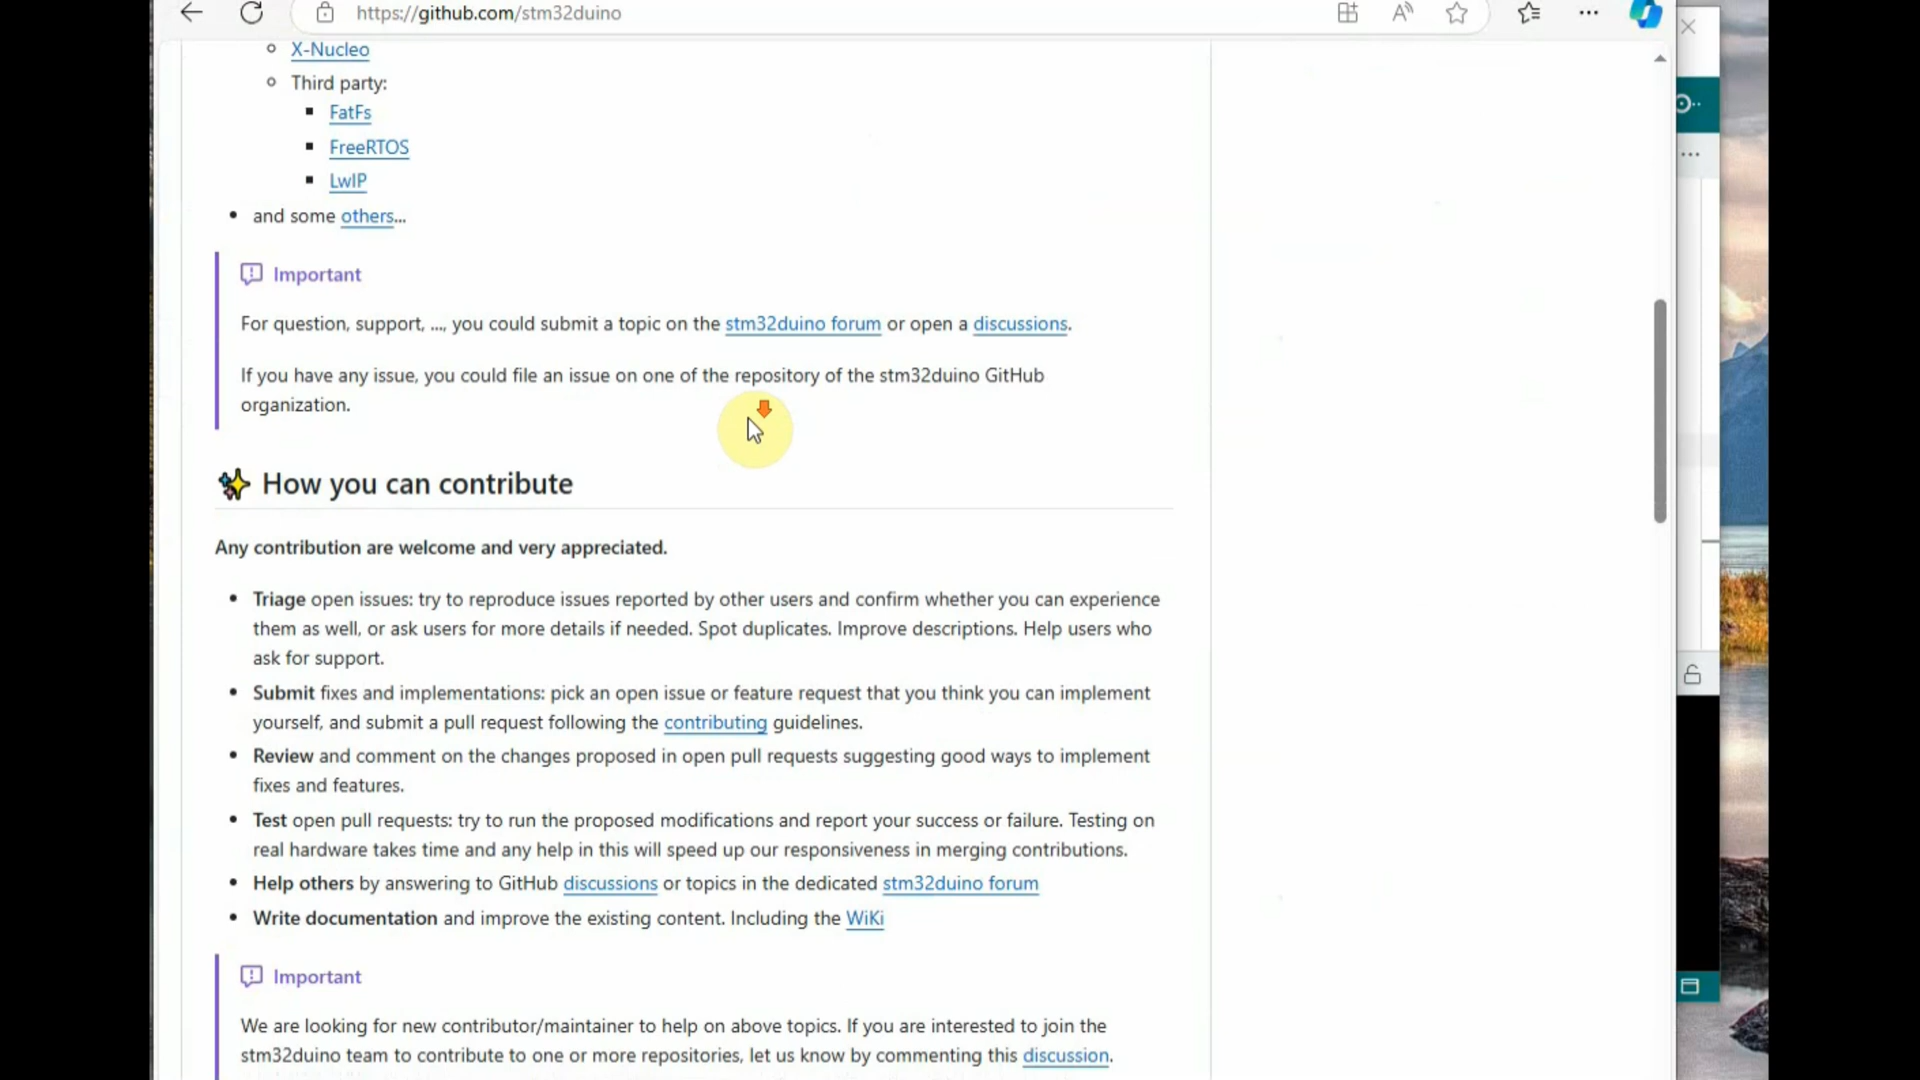 https://github.com/stm32duino
X-Nucleo
Third party:
FatFs
FreeRTOS
LwIP
and some others...
Important
For question, support, ..., you could submit a topic on the stm32duino forum or open a discussions.
If you have any issue, you could file an issue on one of the repository of the stm32duino GitHub
organization.
How you can contribute
Any contribution are welcome and very appreciated.
Triage open issues: try to reproduce issues reported by other users and confirm whether you can experience
them as well, or ask users for more details if needed. Spot duplicates. Improve descriptions. Help users who
ask for support.
Submit fixes and implementations: pick an open issue or feature request that you think you can implement
yourself, and submit a pull request following the contributing guidelines.
Review and comment on the changes proposed in open pull requests suggesting good ways to implement
fixes and features.
Test open pull requests: try to run the proposed modifications and report your success or failure. Testing on
real hardware takes time and any help in this will speed up our responsiveness in merging contributions.
Help others by answering to GitHub discussions or topics in the dedicated stm32duino forum
Write documentation and improve the existing content. Including the WiKi
Important
We are looking for new contributor/maintainer to help on above topics. If you are interested to join the
stm32duino team to contribute to one or more repositories, let us know by commenting this discussion.